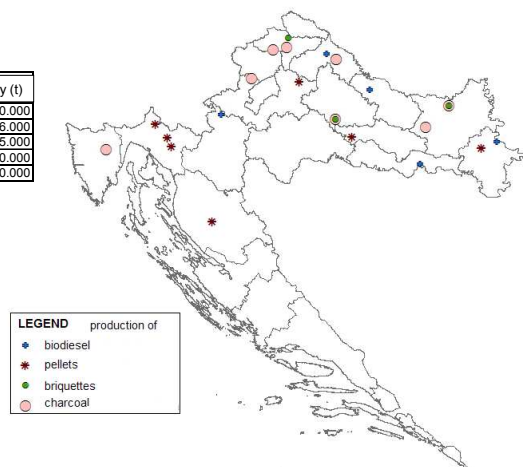 y (t)
0.000
6.000
5.000
0.000
0.000
LEGEND production of
biodiesel
pellets
briquettes
charcoal